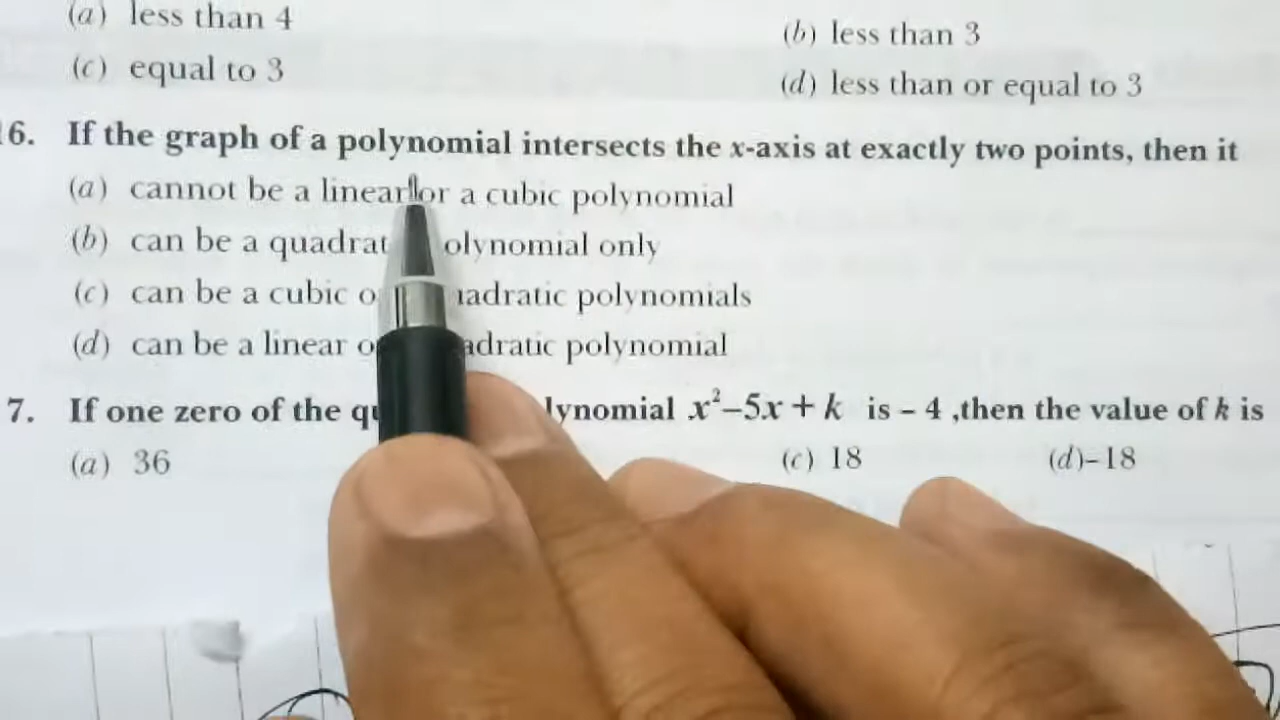 (a) less than 4
(b) less than 3
(c) equal to 3
(d) less than or equal to 3
16. If the graph of a polynomial intersects the x-axis at exactly two points, then it
(a) cannot be a linear or a cubic polynomial
(b) can be a quadrat olynomial only
(c) can be a cubic o adratic polynomials
(d) can be a linear o adratic polynomial
7. If one zero of the qu lynomial x²–5x + k is – 4 ,then the value of k is
(a) 36
(c) 18
(d)–18